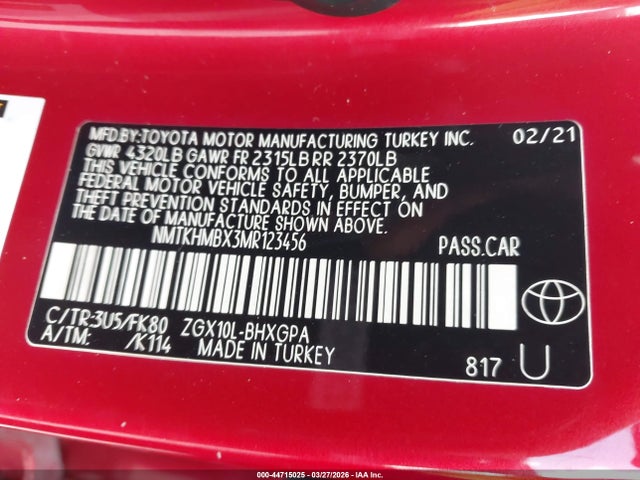 MFD.BY:TOYOTA MOTOR MANUFACTURING TURKEY INC. 02/21
GVWR 4320LB GAWR FR 2315LB RR 2370LB
THIS VEHICLE CONFORMS TO ALL APPLICABLE
FEDERAL MOTOR VEHICLE SAFETY, BUMPER, AND
THEFT PREVENTION STANDARDS IN EFFECT ON THE
DATE OF MANUFACTURE SHOWN ABOVE.
NMTKHMBX3MR123456 PASS.CAR
C/TR:3U5/FK80 ZGX10L-BHXGPA
A/TM: /K114 MADE IN TURKEY 817 U
000-44715025 | 03/27/2026 | IAA Inc.